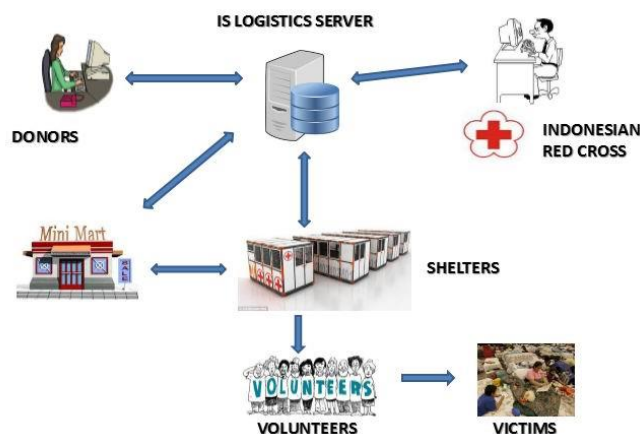 IS LOGISTICS SERVER
DONORS
INDONESIAN
RED CROSS
Mini Mart
SHELTERS
VOLUNTEERS
VOLUNTEERS
VICTIMS